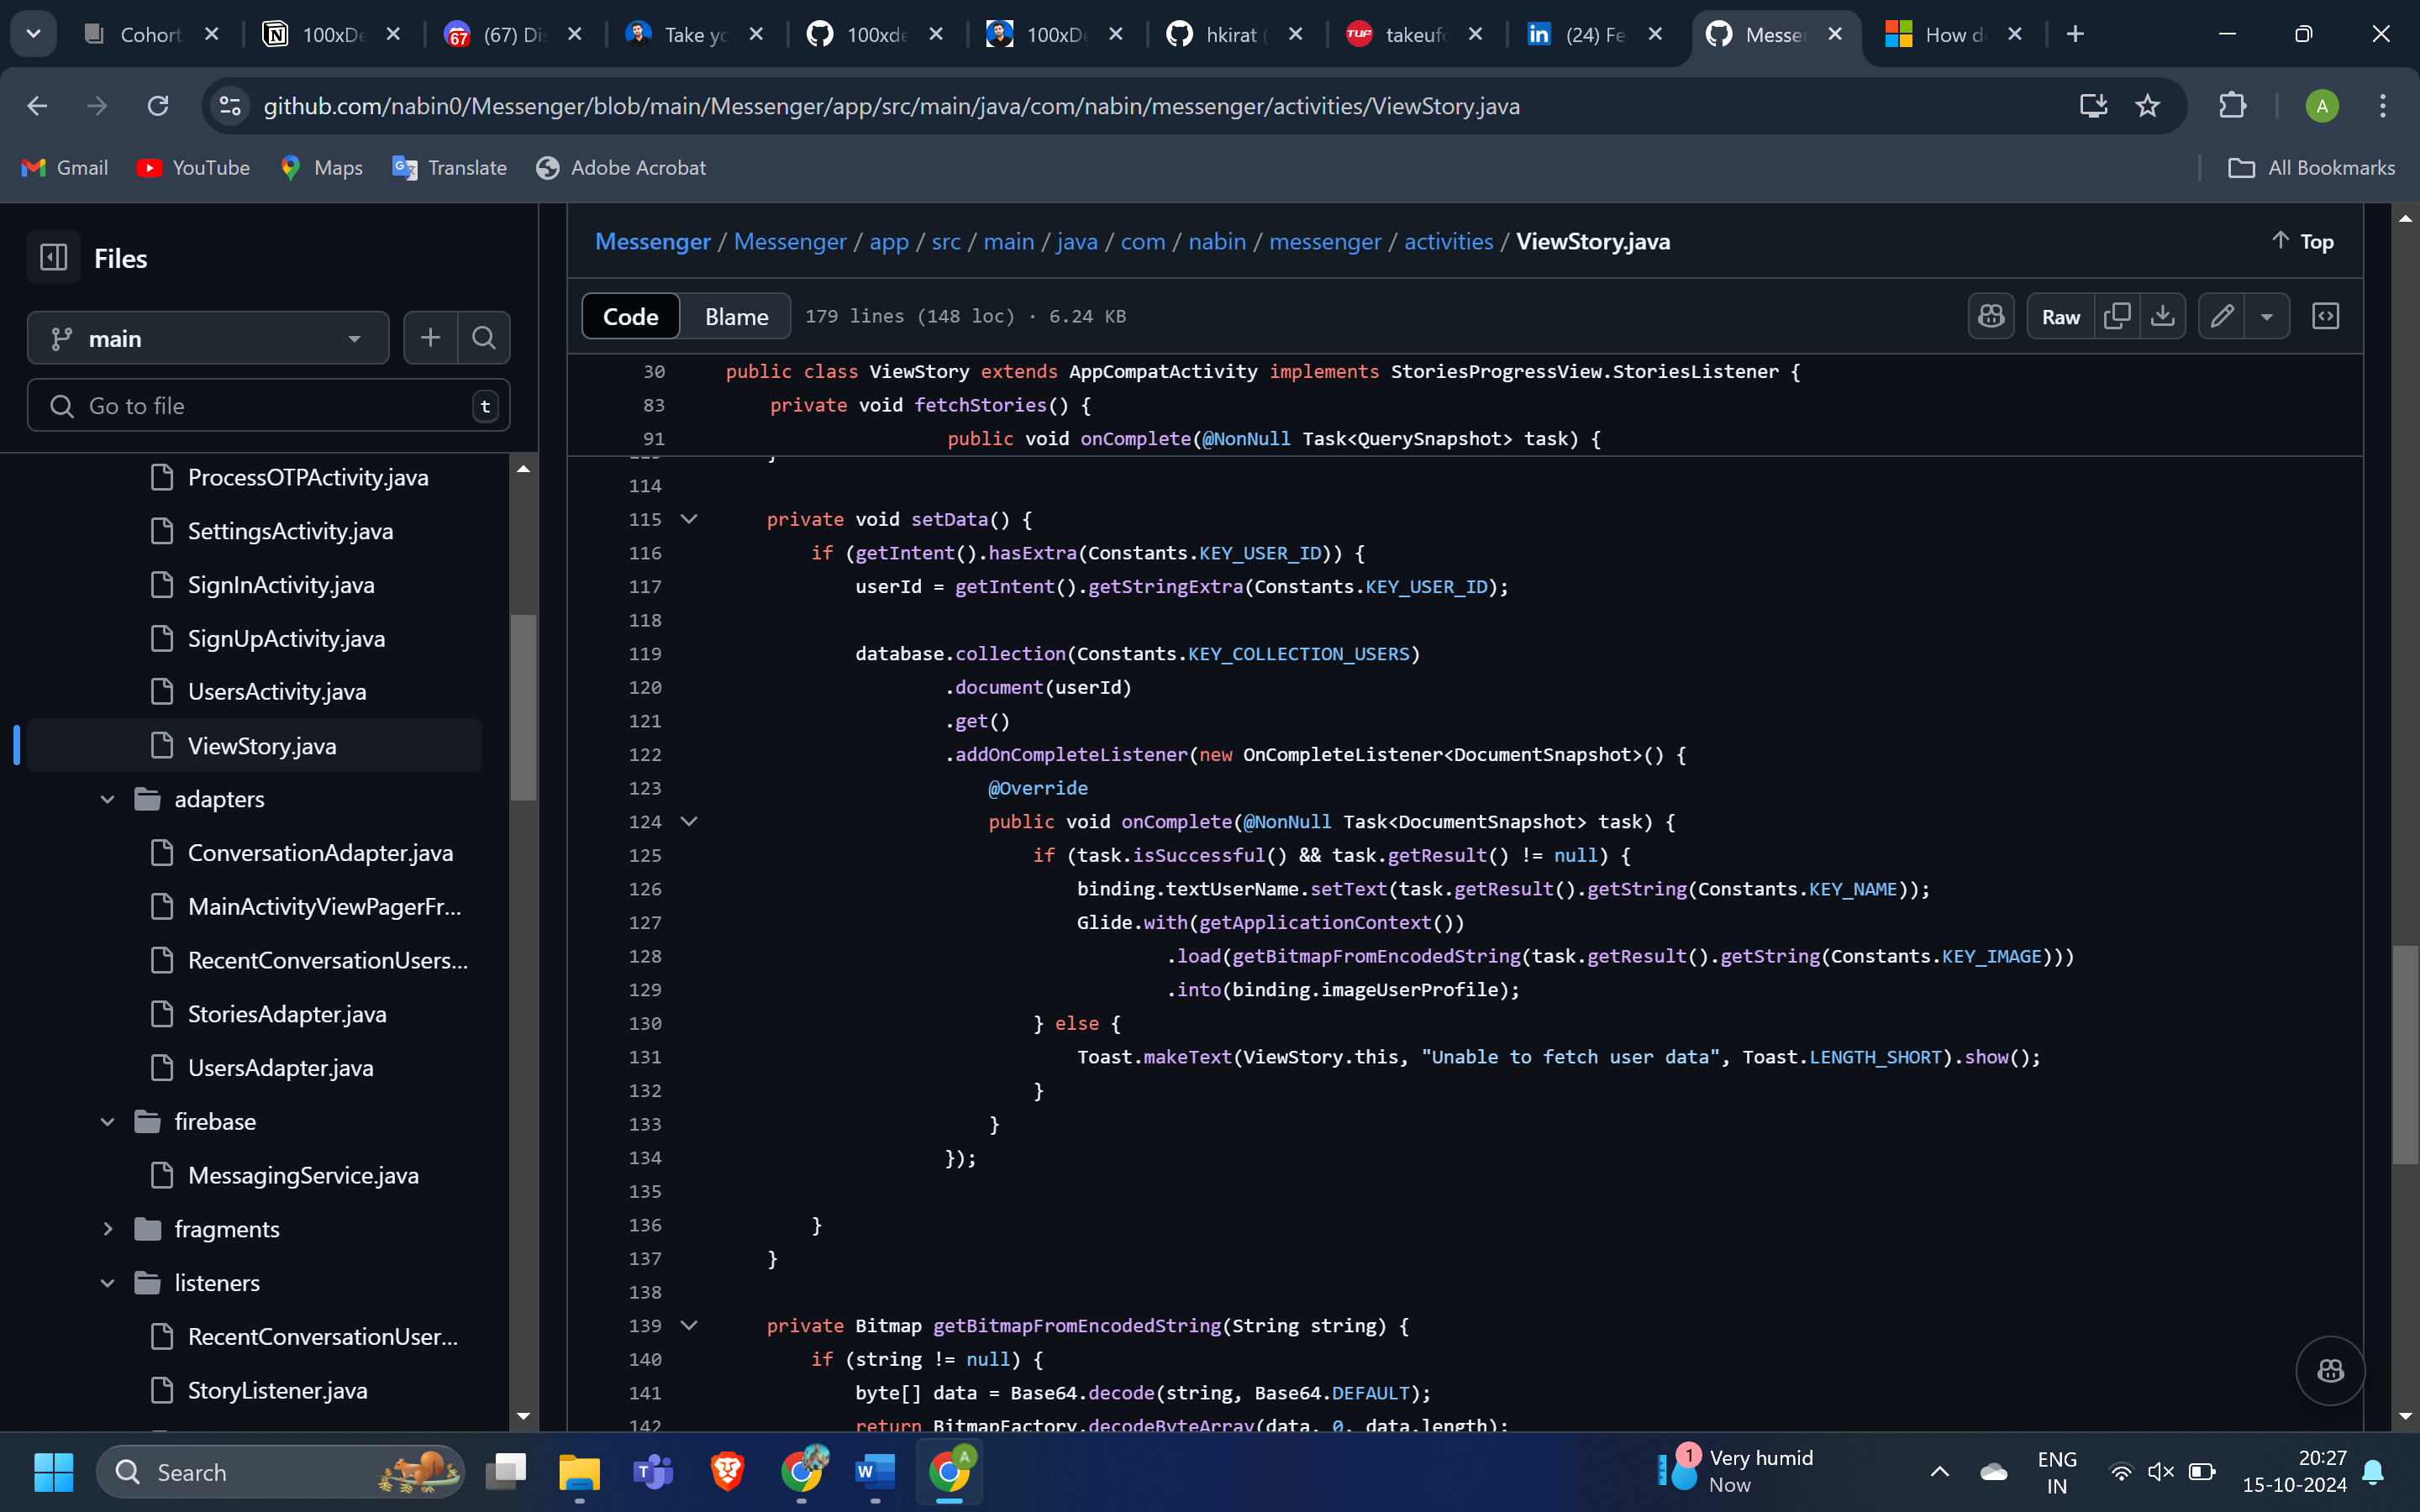 Cohort
100xDe
(67) Dis
Take yo
100xde
100xDe
hkirat (
takeufo
(24) Fe
Messen
How d
github.com/nabin0/Messenger/blob/main/Messenger/app/src/main/java/com/nabin/messenger/activities/ViewStory.java
A
Gmail
YouTube
Maps
Translate
Adobe Acrobat
All Bookmarks
Files
main
Go to file
t
ProcessOTPActivity.java
SettingsActivity.java
SignInActivity.java
SignUpActivity.java
UsersActivity.java
ViewStory.java
adapters
ConversationAdapter.java
MainActivityViewPagerFr...
RecentConversationUsers...
StoriesAdapter.java
UsersAdapter.java
firebase
MessagingService.java
fragments
listeners
RecentConversationUser...
StoryListener.java
Messenger / Messenger / app / src / main / java / com / nabin / messenger / activities / ViewStory.java
Top
Code
Blame
179 lines (148 loc) · 6.24 KB
Raw
30 public class ViewStory extends AppCompatActivity implements StoriesProgressView.StoriesListener {
83 private void fetchStories() {
91 public void onComplete(@NonNull Task<QuerySnapshot> task) {
114
115 private void setData() {
116 if (getIntent().hasExtra(Constants.KEY_USER_ID)) {
117 userId = getIntent().getStringExtra(Constants.KEY_USER_ID);
118
119 database.collection(Constants.KEY_COLLECTION_USERS)
120 .document(userId)
121 .get()
122 .addOnCompleteListener(new OnCompleteListener<DocumentSnapshot>() {
123 @Override
124 public void onComplete(@NonNull Task<DocumentSnapshot> task) {
125 if (task.isSuccessful() && task.getResult() != null) {
126 binding.textUserName.setText(task.getResult().getString(Constants.KEY_NAME));
127 Glide.with(getApplicationContext())
128 .load(getBitmapFromEncodedString(task.getResult().getString(Constants.KEY_IMAGE)))
129 .into(binding.imageUserProfile);
130 } else {
131 Toast.makeText(ViewStory.this, "Unable to fetch user data", Toast.LENGTH_SHORT).show();
132 }
133 }
134 });
135
136 }
137 }
138
139 private Bitmap getBitmapFromEncodedString(String string) {
140 if (string != null) {
141 byte[] data = Base64.decode(string, Base64.DEFAULT);
142 return BitmapFactory.decodeByteArray(data, 0, data.length);
Search
1
Very humid
Now
ENG
IN
20:27
15-10-2024